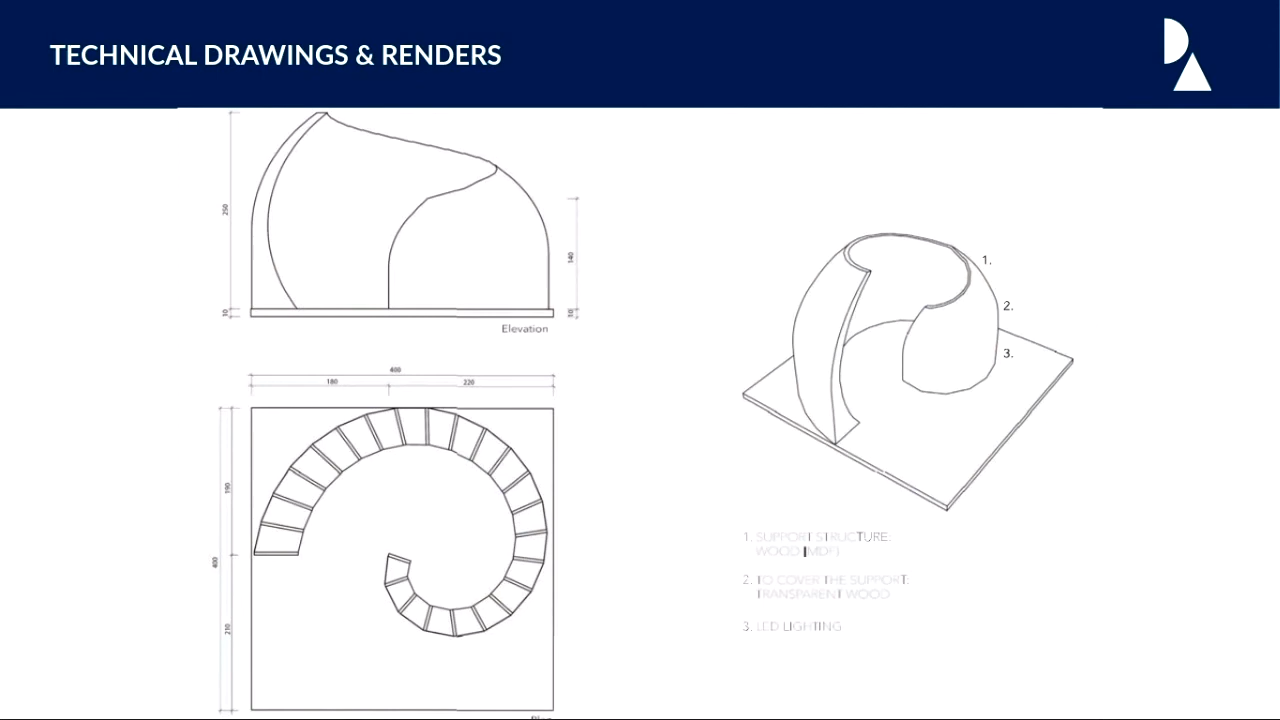 TECHNICAL DRAWINGS & RENDERS
250
10
140
10
Elevation
400
180
220
190
400
210
1.
2.
3.
1. SUPPORT STRUCTURE:
WOOD (MDF)
2. TO COVER THE SUPPORT:
TRANSPARENT WOOD
3. LED LIGHTING